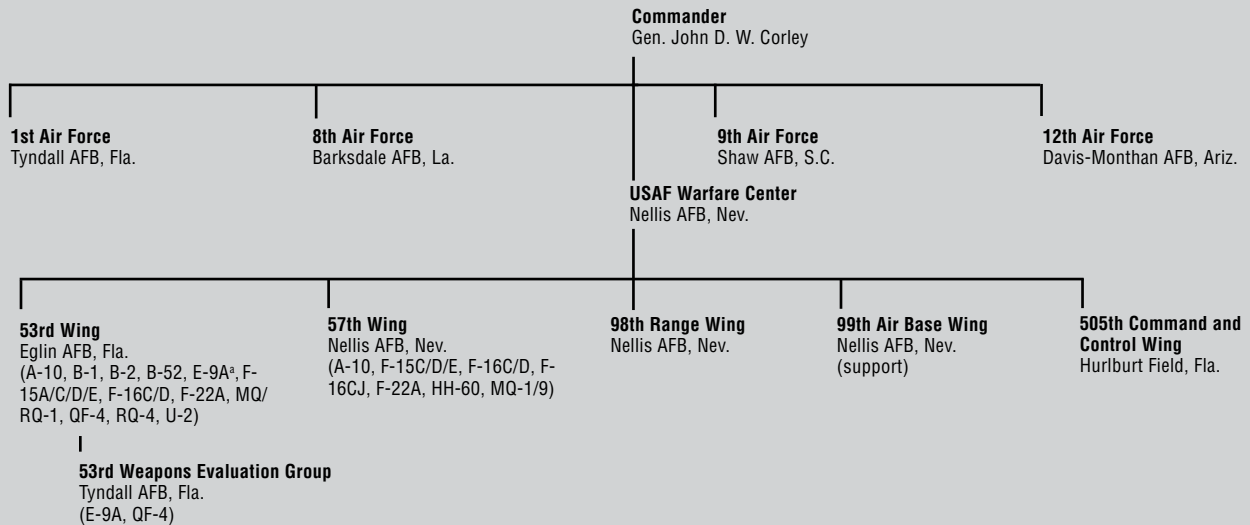 Commander
Gen. John D. W. Corley
1st Air Force
Tyndall AFB, Fla.
8th Air Force
Barksdale AFB, La.
9th Air Force
Shaw AFB, S.C.
12th Air Force
Davis-Monthan AFB, Ariz.
USAF Warfare Center
Nellis AFB, Nev.
53rd Wing
Eglin AFB, Fla.
(A-10, B-1, B-2, B-52, E-9Aᵃ, F-
15A/C/D/E, F-16C/D, F-22A, MQ/
RQ-1, QF-4, RQ-4, U-2)
57th Wing
Nellis AFB, Nev.
(A-10, F-15C/D/E, F-16C/D, F-
16CJ, F-22A, HH-60, MQ-1/9)
98th Range Wing
Nellis AFB, Nev.
99th Air Base Wing
Nellis AFB, Nev.
(support)
505th Command and
Control Wing
Hurlburt Field, Fla.
53rd Weapons Evaluation Group
Tyndall AFB, Fla.
(E-9A, QF-4)